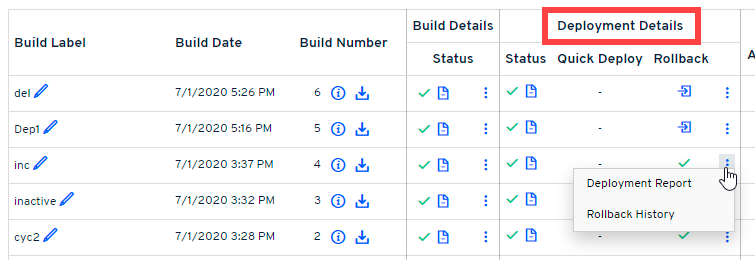 Build Details Deployment Details
Build Label Build Date Build Number
Status Status Quick Deploy Rollback A
del 7/1/2020 5:26 PM 6 -
Dep1 7/1/2020 5:16 PM 5 -
inc 7/1/2020 3:37 PM 4 -
Deployment Report
inactive 7/1/2020 3:32 PM 3
Rollback History
cyc2 7/1/2020 3:28 PM 2 -